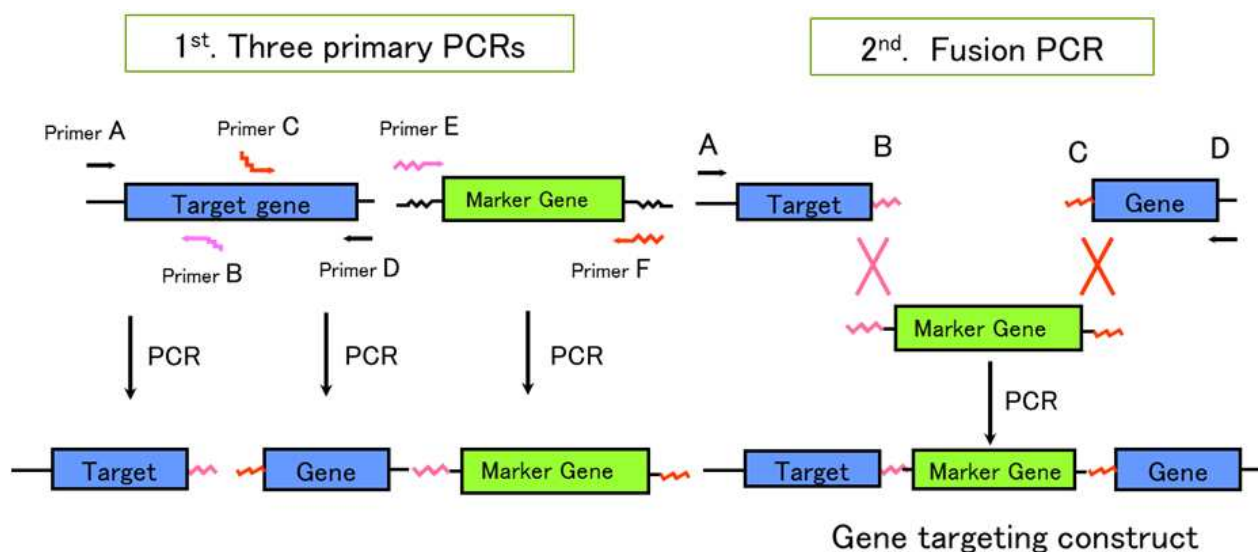 1st. Three primary PCRs
Primer A
Primer C
Primer E
Target gene
Marker Gene
Primer B
Primer D
Primer F
PCR
PCR
PCR
Target
Gene
Marker Gene
2nd. Fusion PCR
A
B
C
D
Target
Gene
Marker Gene
PCR
Target
Marker Gene
Gene
Gene targeting construct